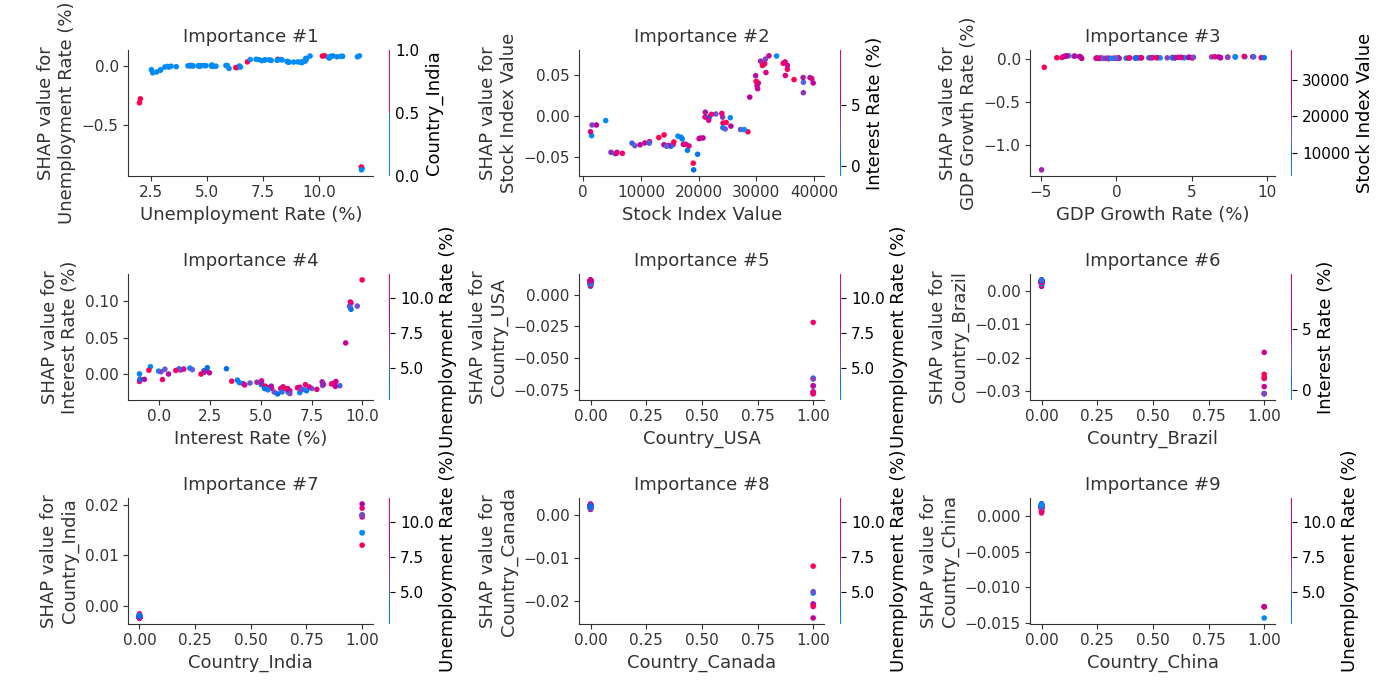 Importance #1
SHAP value for
Unemployment Rate (%)
0.0
−0.5
2.5 5.0 7.5 10.0
Unemployment Rate (%)
1.0
0.5
0.0
Country_India
Importance #2
SHAP value for
Stock Index Value
0.05
0.00
−0.05
0 10000 20000 30000 40000
Stock Index Value
5
0
Interest Rate (%)
Importance #3
SHAP value for
GDP Growth Rate (%)
0.0
−0.5
−1.0
−5 0 5 10
GDP Growth Rate (%)
30000
20000
10000
Stock Index Value
Importance #4
SHAP value for
Interest Rate (%)
0.10
0.05
0.00
0.0 2.5 5.0 7.5 10.0
Interest Rate (%)
10.0
7.5
5.0
Unemployment Rate (%)
Importance #5
SHAP value for
Country_USA
0.000
−0.025
−0.050
−0.075
0.00 0.25 0.50 0.75 1.00
Country_USA
10.0
7.5
5.0
Unemployment Rate (%)
Importance #6
SHAP value for
Country_Brazil
0.00
−0.01
−0.02
−0.03
0.00 0.25 0.50 0.75 1.00
Country_Brazil
5
0
Interest Rate (%)
Importance #7
SHAP value for
Country_India
0.02
0.01
0.00
0.00 0.25 0.50 0.75 1.00
Country_India
10.0
7.5
5.0
Unemployment Rate (%)
Importance #8
SHAP value for
Country_Canada
0.00
−0.01
−0.02
0.00 0.25 0.50 0.75 1.00
Country_Canada
10.0
7.5
5.0
Unemployment Rate (%)
Importance #9
SHAP value for
Country_China
0.000
−0.005
−0.010
−0.015
0.00 0.25 0.50 0.75 1.00
Country_China
10.0
7.5
5.0
Unemployment Rate (%)